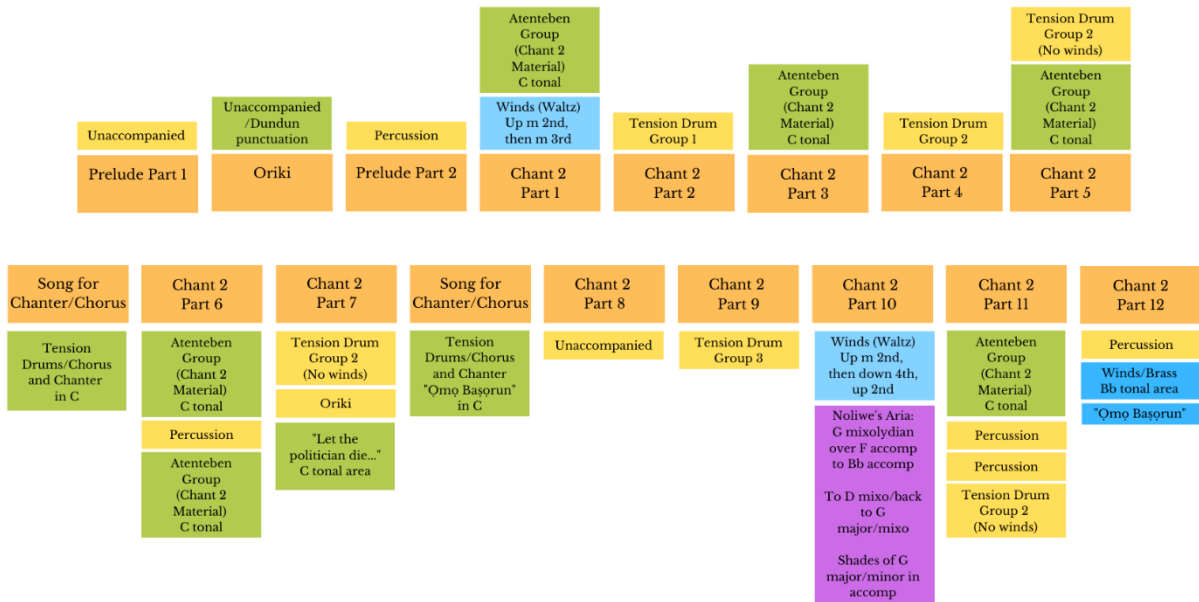 Unaccompanied
Prelude Part 1
Unaccompanied
/Dundun
punctuation
Oriki
Percussion
Prelude Part 2
Atenteben
Group
(Chant 2
Material)
C tonal
Winds (Waltz)
Up m 2nd,
then m 3rd
Chant 2
Part 1
Tension Drum
Group 1
Chant 2
Part 2
Atenteben
Group
(Chant 2
Material)
C tonal
Chant 2
Part 3
Tension Drum
Group 2
Chant 2
Part 4
Tension Drum
Group 2
(No winds)
Atenteben
Group
(Chant 2
Material)
C tonal
Chant 2
Part 5
Song for
Chanter/Chorus
Tension
Drums/Chorus
and Chanter
in C
Chant 2
Part 6
Atenteben
Group
(Chant 2
Material)
C tonal
Percussion
Atenteben
Group
(Chant 2
Material)
C tonal
Chant 2
Part 7
Tension Drum
Group 2
(No winds)
Oriki
"Let the
politician die..."
C tonal area
Song for
Chanter/Chorus
Tension
Drums/Chorus
and Chanter
"Ọmọ Baṣọrun"
in C
Chant 2
Part 8
Unaccompanied
Chant 2
Part 9
Tension Drum
Group 3
Chant 2
Part 10
Winds (Waltz)
Up m 2nd,
then down 4th,
up 2nd
Noliwe's Aria:
G mixolydian
over F accomp
to Bb accomp
To D mixo/back
to G
major/mixo
Shades of G
major/minor in
accomp
Chant 2
Part 11
Atenteben
Group
(Chant 2
Material)
C tonal
Percussion
Percussion
Tension Drum
Group 2
(No winds)
Chant 2
Part 12
Percussion
Winds/Brass
Bb tonal area
"Ọmọ Baṣọrun"